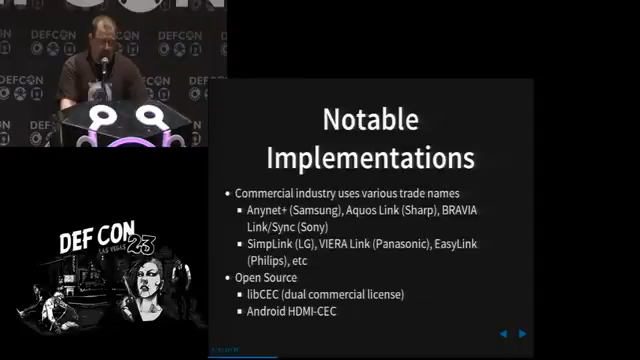 DEFCON
DEFCON
DEF CON
LAS VEGAS 23
Notable
Implementations
Commercial industry uses various trade names
Anynet+ (Samsung), Aquos Link (Sharp), BRAVIA
Link/Sync (Sony)
SimpLink (LG), VIERA Link (Panasonic), EasyLink
(Philips), etc
Open Source
libCEC (dual commercial license)
Android HDMI-CEC